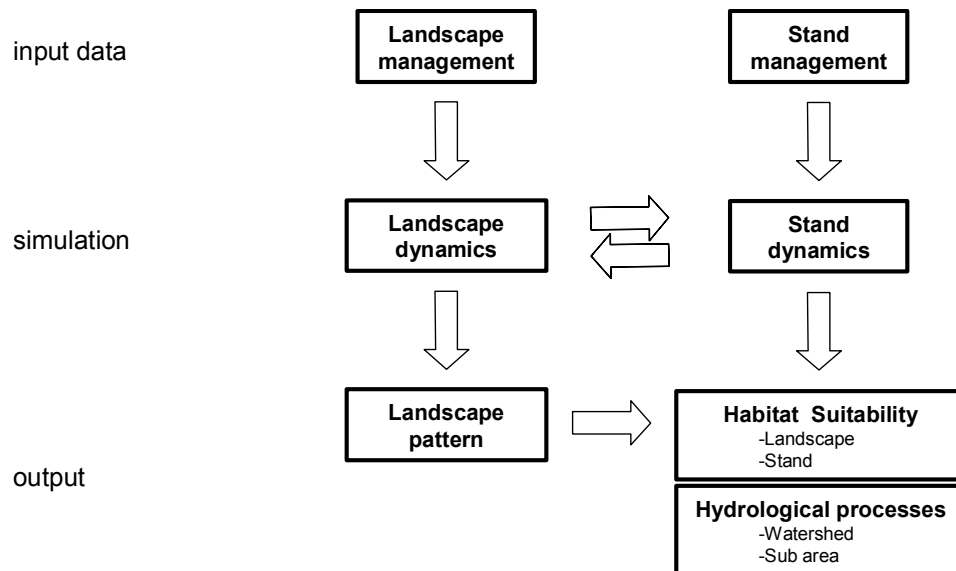 input data
Landscape
management
Stand
management
simulation
Landscape
dynamics
Stand
dynamics
output
Landscape
pattern
Habitat Suitability
-Landscape
-Stand
Hydrological processes
-Watershed
-Sub area